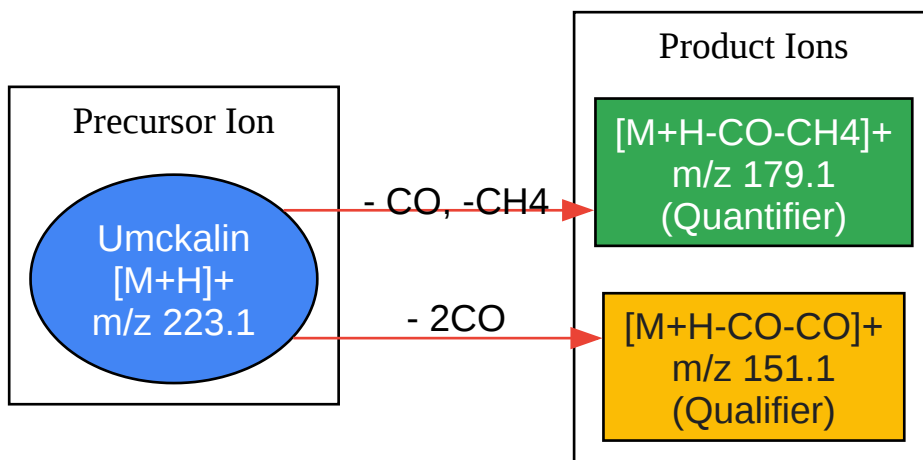 Precursor Ion
Umckalin
[M+H]+
m/z 223.1
- CO, -CH4
- 2CO
Product Ions
[M+H-CO-CH4]+
m/z 179.1
(Quantifier)
[M+H-CO-CO]+
m/z 151.1
(Qualifier)